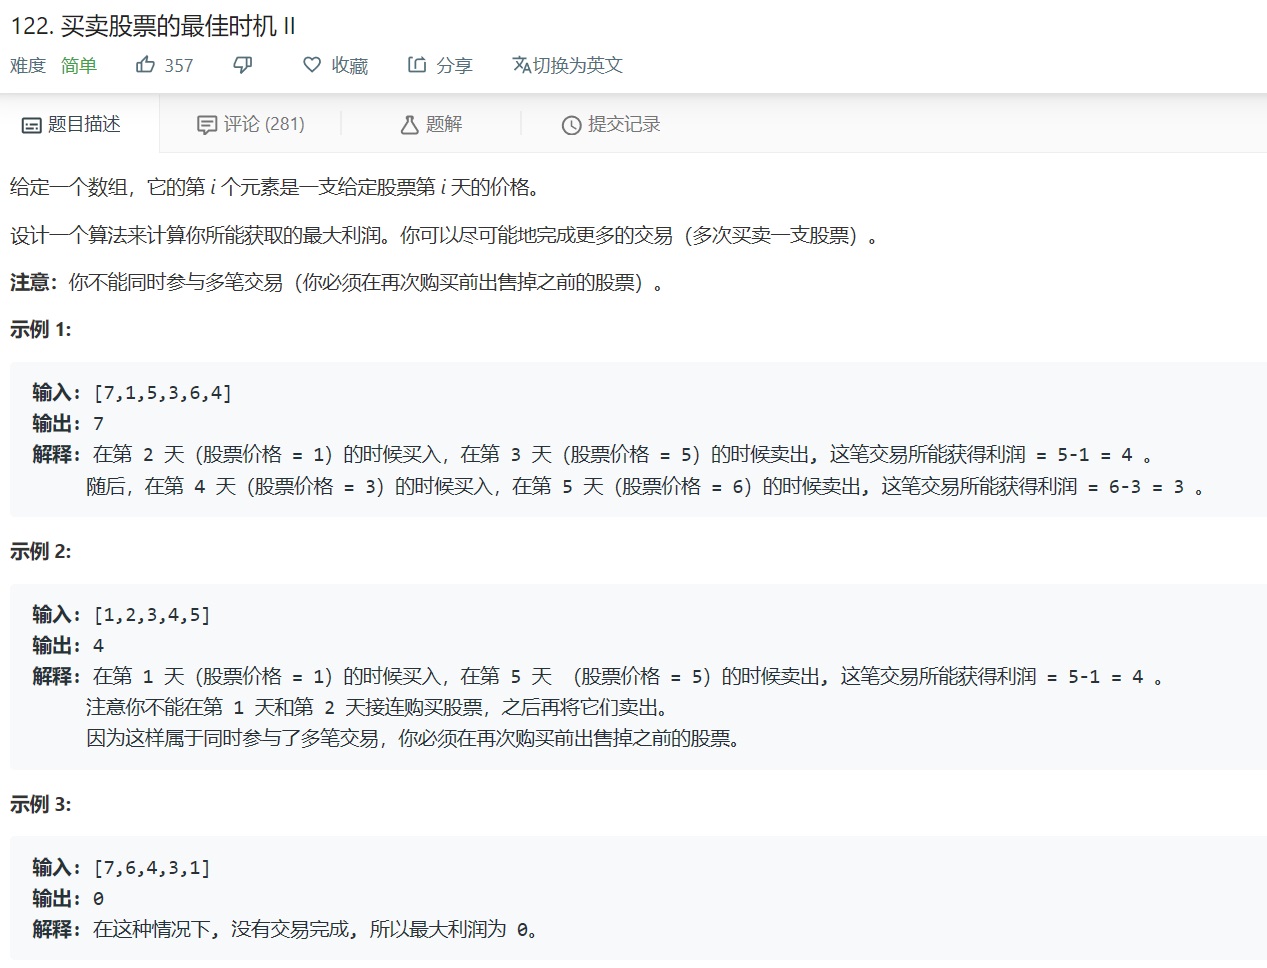 122. 买卖股票的最佳时机 II
难度 简单 357 收藏 分享 切换为英文
题目描述 评论 (281) 题解 提交记录
给定一个数组，它的第 i 个元素是一支给定股票第 i 天的价格。
设计一个算法来计算你所能获取的最大利润。你可以尽可能地完成更多的交易（多次买卖一支股票）。
注意：你不能同时参与多笔交易（你必须在再次购买前出售掉之前的股票）。
示例 1:
输入: [7,1,5,3,6,4]
输出: 7
解释: 在第 2 天（股票价格 = 1）的时候买入，在第 3 天（股票价格 = 5）的时候卖出, 这笔交易所能获得利润 = 5-1 = 4 。
随后，在第 4 天（股票价格 = 3）的时候买入，在第 5 天（股票价格 = 6）的时候卖出, 这笔交易所能获得利润 = 6-3 = 3 。
示例 2:
输入: [1,2,3,4,5]
输出: 4
解释: 在第 1 天（股票价格 = 1）的时候买入，在第 5 天 （股票价格 = 5）的时候卖出, 这笔交易所能获得利润 = 5-1 = 4 。
注意你不能在第 1 天和第 2 天接连购买股票，之后再将它们卖出。
因为这样属于同时参与了多笔交易，你必须在再次购买前出售掉之前的股票。
示例 3:
输入: [7,6,4,3,1]
输出: 0
解释: 在这种情况下, 没有交易完成, 所以最大利润为 0。